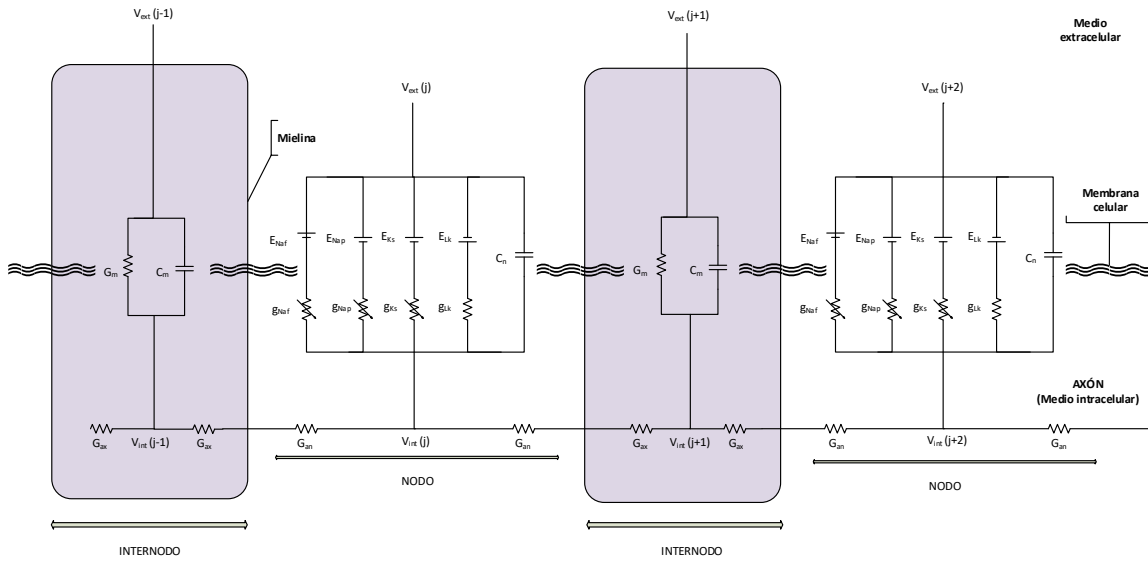 Vext (j-1)
Vext (j+1)
Medio
extracelular
Vext (j)
Vext (j+2)
Mielina
Membrana
celular
ENaf
ENap
EKs
ELk
Cn
ENaf
ENap
EKs
ELk
Cn
Gm
Cm
Gm
Cm
gNaf
gNap
gKs
gLk
gNaf
gNap
gKs
gLk
AXÓN
(Medio intracelular)
Gax
Vint (j-1)
Gax
Gan
Vint (j)
Gan
Gax
Vint (j+1)
Gax
Gan
Vint (j+2)
Gan
NODO
NODO
INTERNODO
INTERNODO